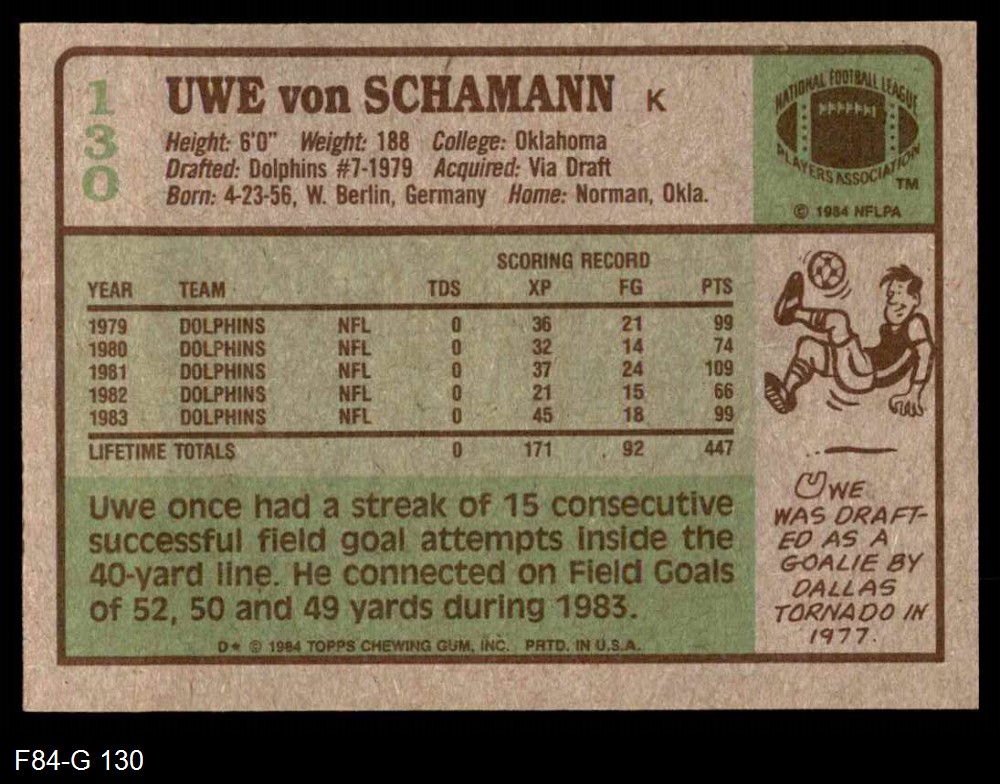 130
UWE von SCHAMANN K
Height: 6'0" Weight: 188 College: Oklahoma
Drafted: Dolphins #7-1979 Acquired: Via Draft
Born: 4-23-56, W. Berlin, Germany Home: Norman, Okla.
NATIONAL FOOTBALL LEAGUE
PLAYERS ASSOCIATION
TM
© 1984 NFLPA
SCORING RECORD
YEAR TEAM TDS XP FG PTS
1979 DOLPHINS NFL 0 36 21 99
1980 DOLPHINS NFL 0 32 14 74
1981 DOLPHINS NFL 0 37 24 109
1982 DOLPHINS NFL 0 21 15 66
1983 DOLPHINS NFL 0 45 18 99
LIFETIME TOTALS 0 171 92 447
Uwe once had a streak of 15 consecutive
successful field goal attempts inside the
40-yard line. He connected on Field Goals
of 52, 50 and 49 yards during 1983.
D* © 1984 TOPPS CHEWING GUM, INC. PRTD. IN U.S.A.
UWE
WAS DRAFT-
ED AS A
GOALIE BY
DALLAS
TORNADO IN
1977.
F84-G 130